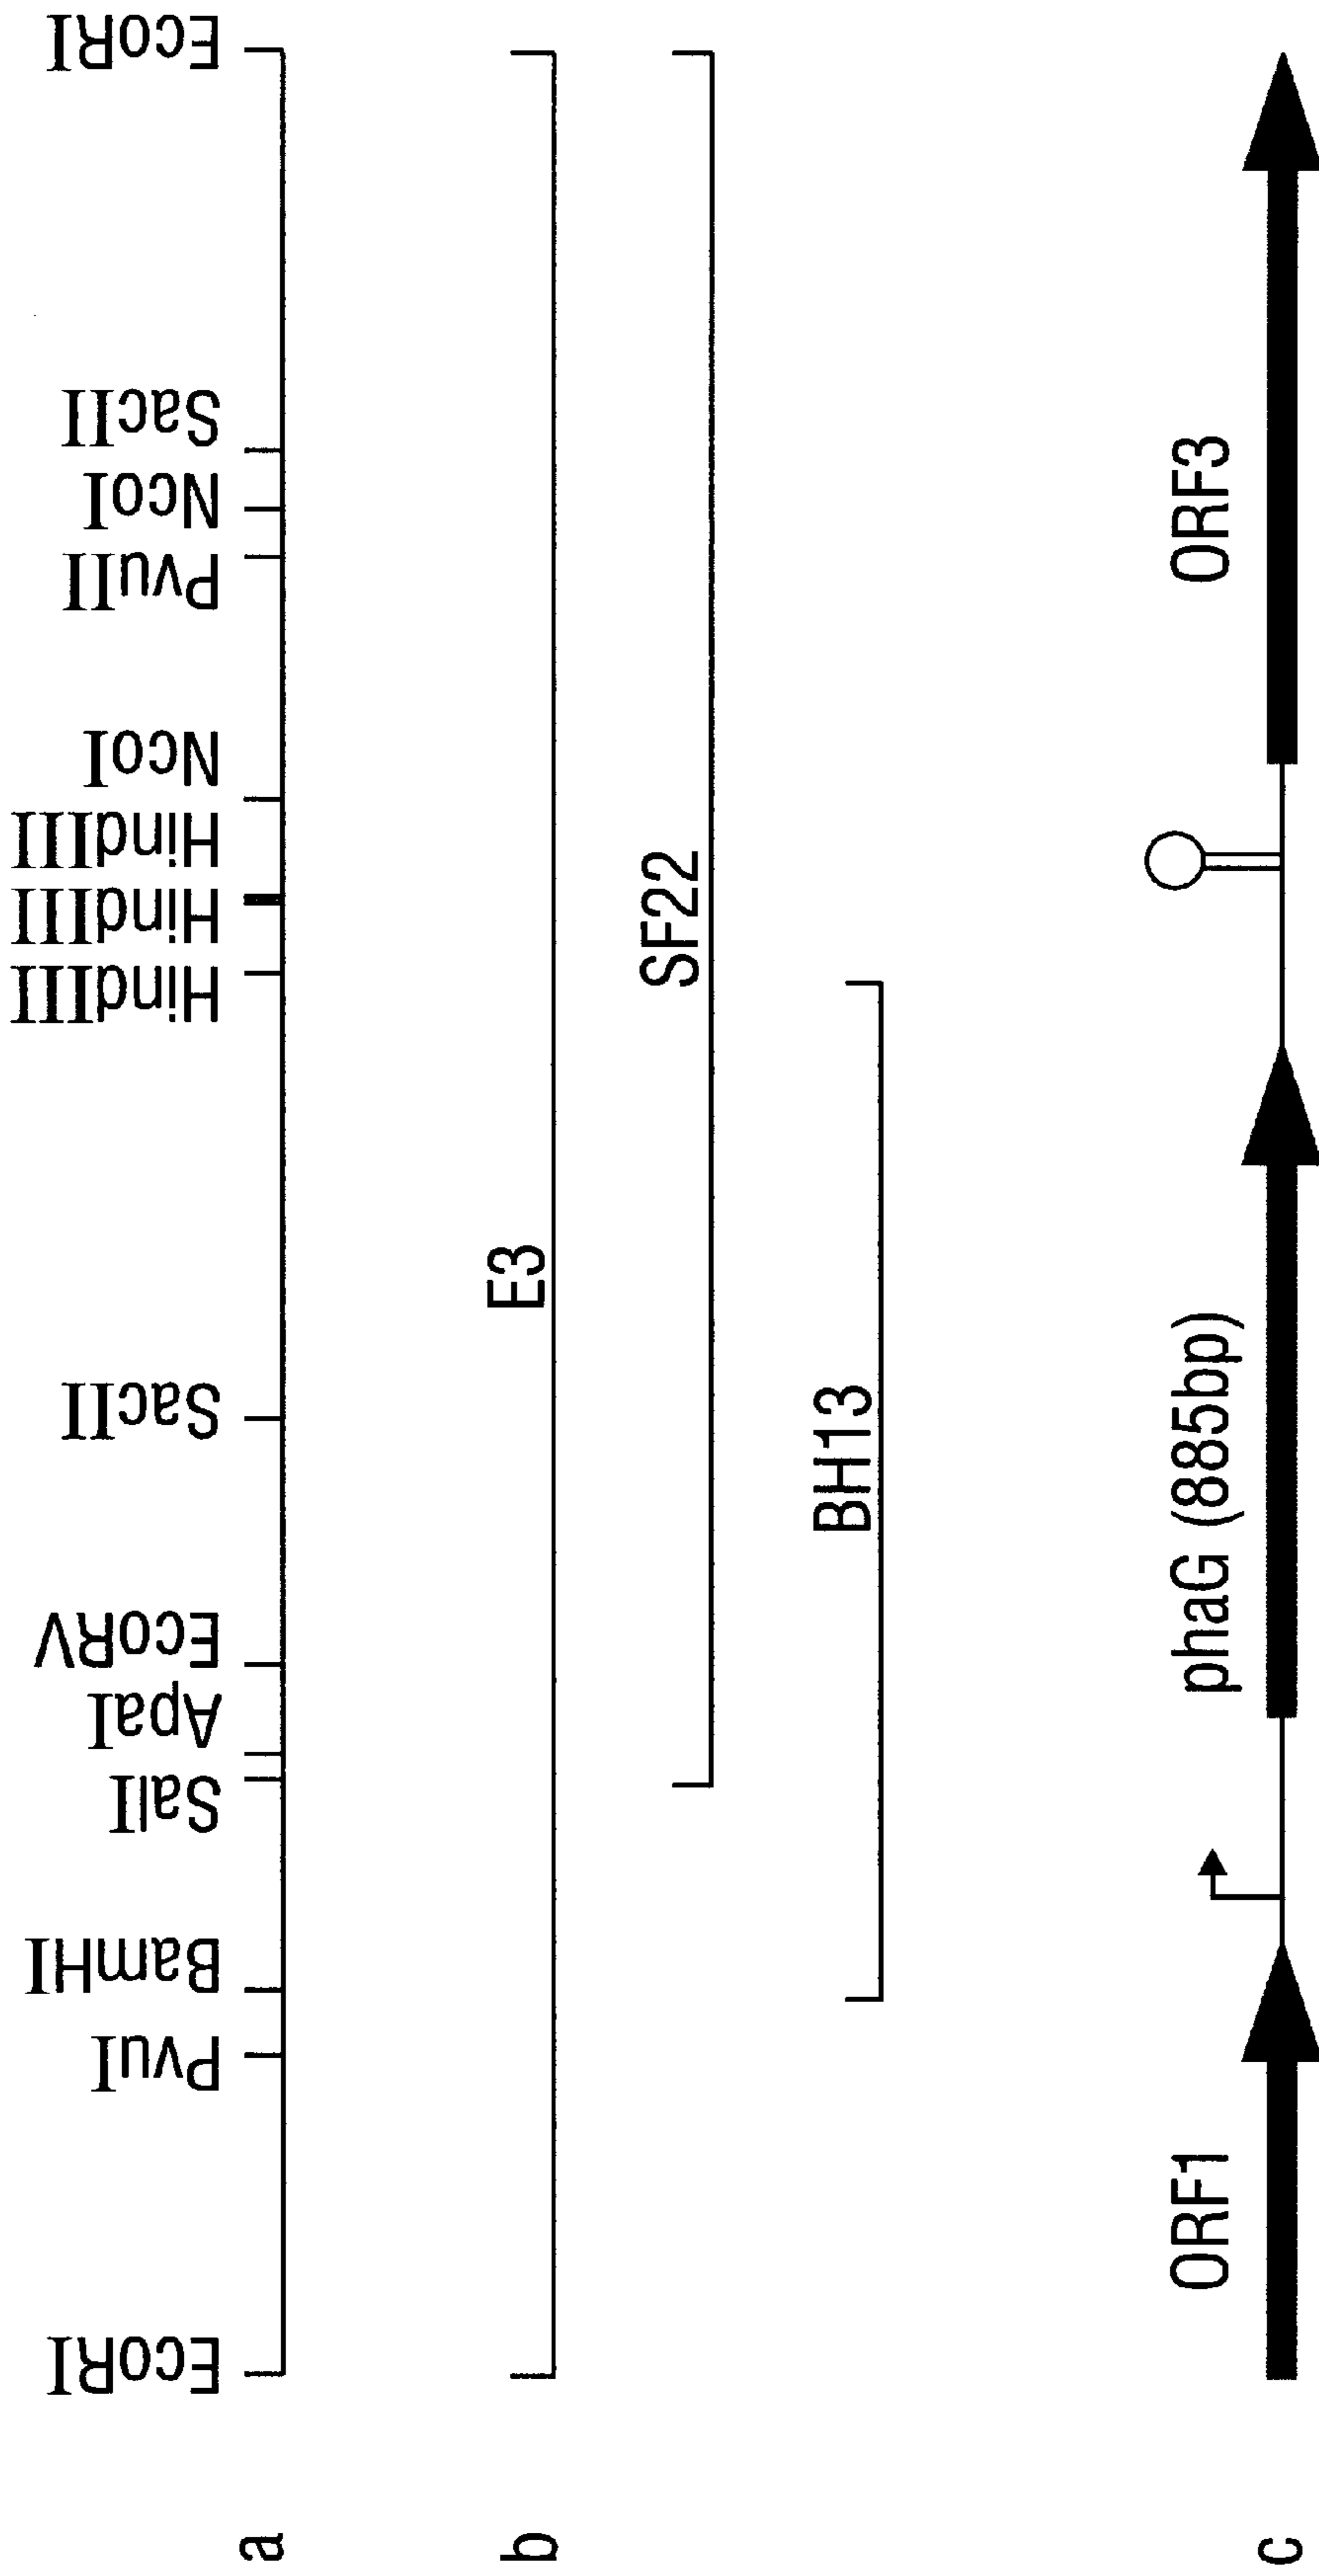 a
EcoRI
PvuI
BamHI
SalI
ApaI
EcoRV
SacII
HindIII
HindIII
HindIII
NcoI
PvuII
NcoI
SacII
EcoRI
b
E3
SF22
BH13
c
ORF1
phaG (885bp)
ORF3